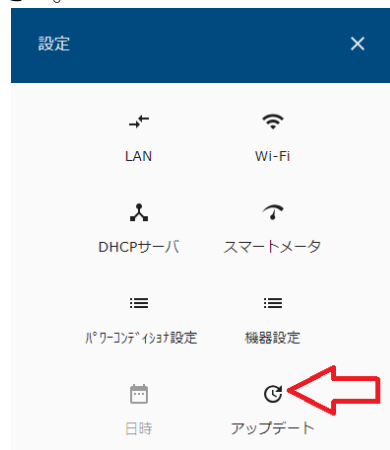 設定
LAN
Wi-Fi
DHCPサーバ
スマートメータ
ﾊﾟﾜｰｺﾝﾃﾞｨｼｮﾅ設定
機器設定
日時
アップデート